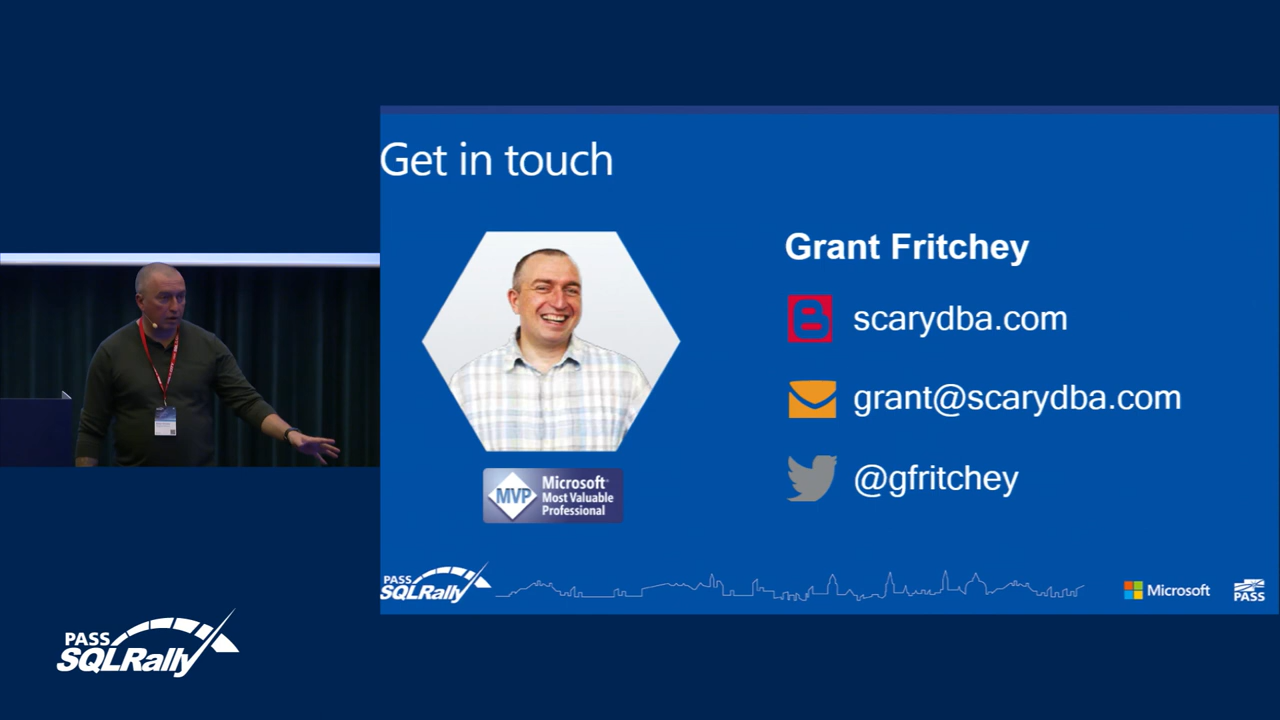 Get in touch
Grant Fritchey
scarydba.com
grant@scarydba.com
@gfritchey
MVP
Microsoft®
Most Valuable
Professional
PASS
SQLRally
Microsoft
PASS
PASS
SQLRally